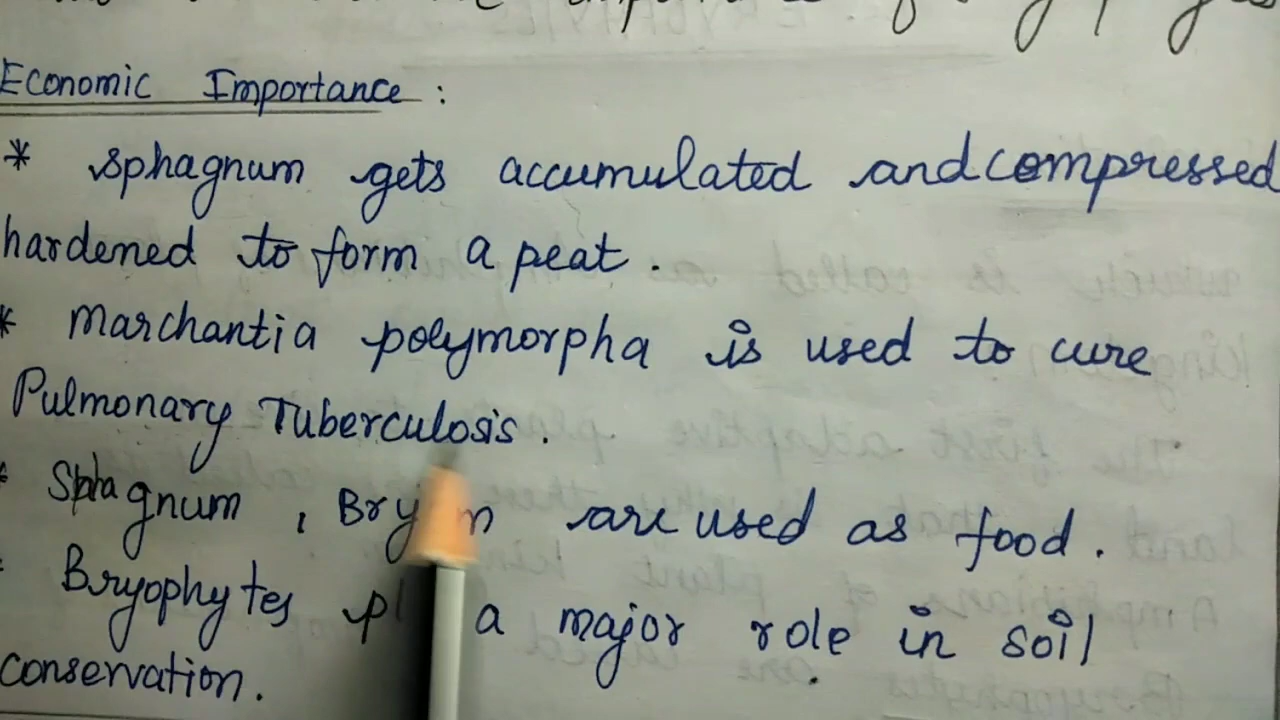 Economic Importance :
* Sphagnum gets accumulated and compressed
hardened to form a peat .
* Marchantia polymorpha is used to cure
Pulmonary Tuberculosis .
* Sphagnum , are used as food .
* Bryophytes a major role in soil
conservation .